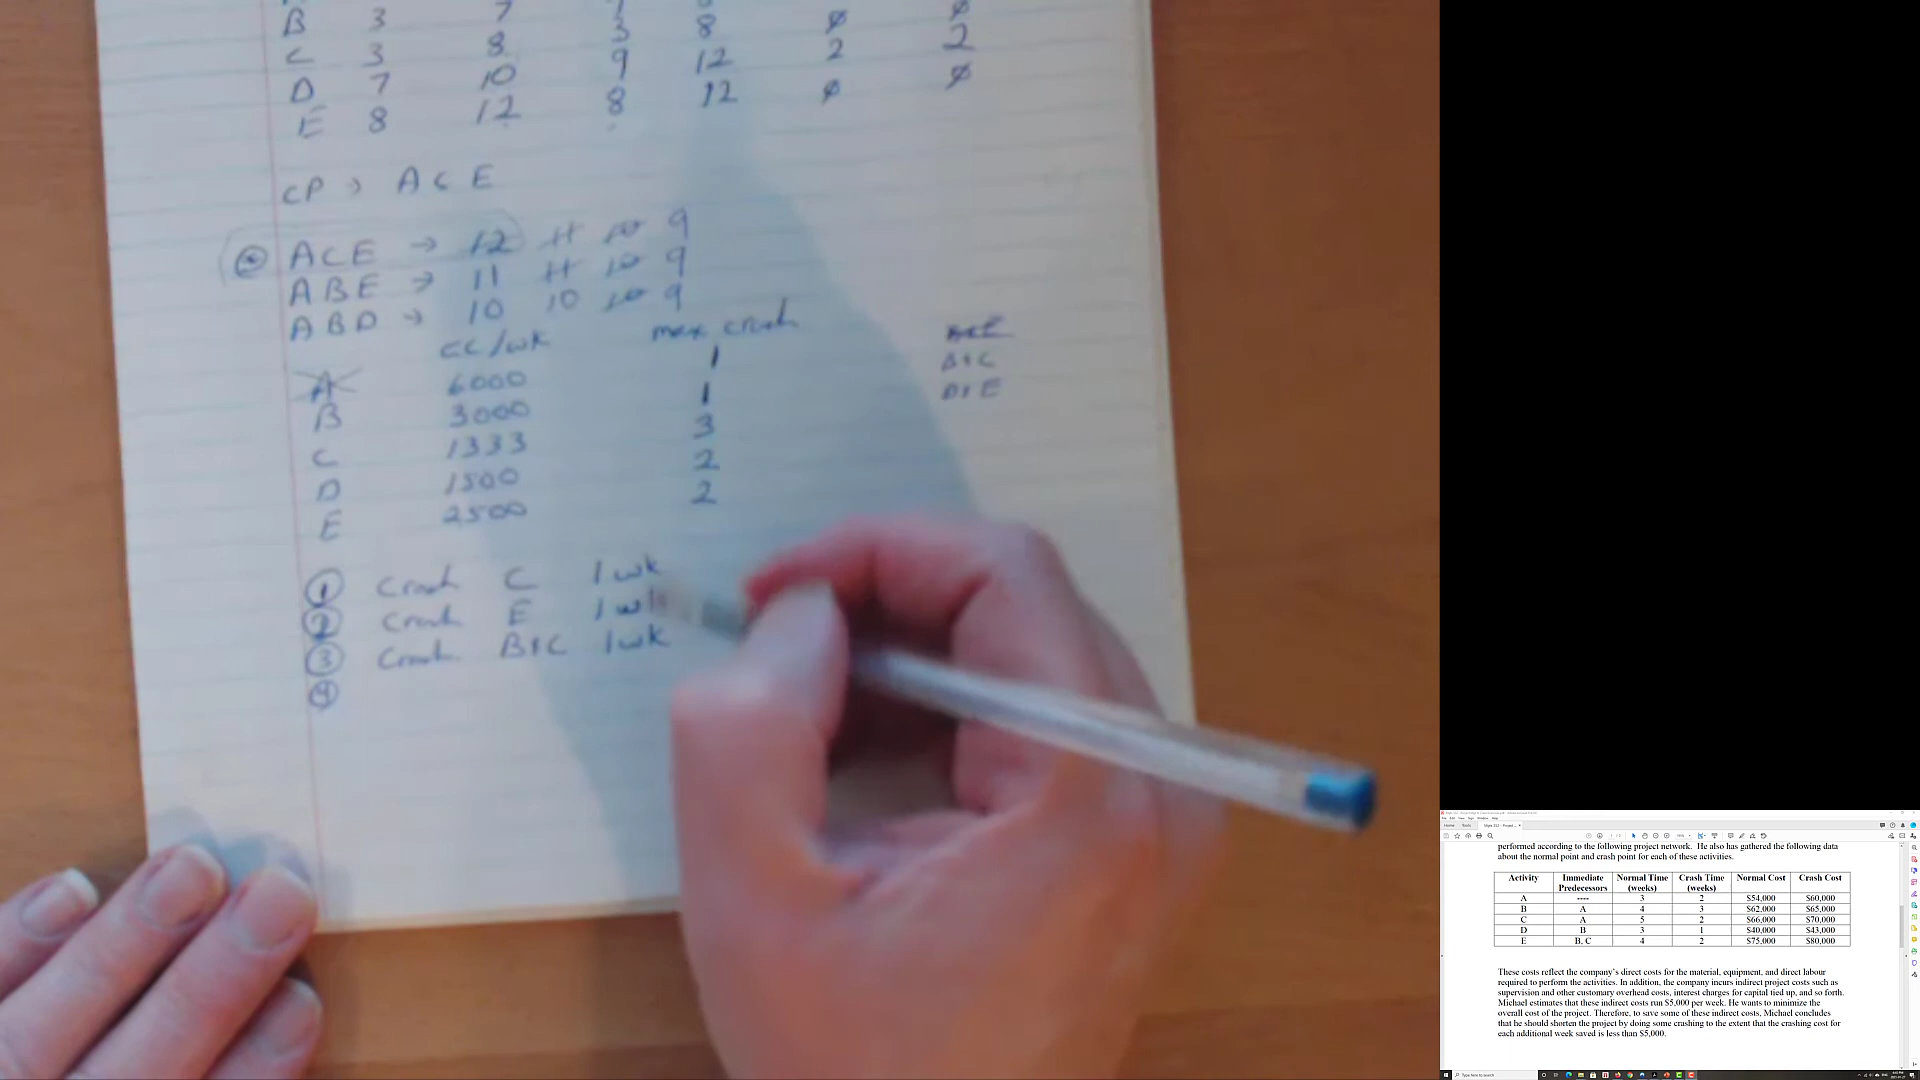 B 3 7 3 8 ∅ ∅
C 3 8 9 12 2 2
D 7 10 8 12 ∅ ∅
E 8 12
CP → A C E
ACE → 12 11 10 9
ABE → 11 11 10 9
ABD → 10 10 10 9
cc/wk max crash
A 6000 1
B 3000 1
C 1333 3
D 1500 2
E 2500 2
B+C
D+E
① Crash C 1 wk
② Crash E 1 wk
③ Crash B+C 1wk
④
performed according to the following project network. He also has gathered the following data
about the normal point and crash point for each of these activities.
Activity Immediate Predecessors Normal Time (weeks) Crash Time (weeks) Normal Cost Crash Cost
A ---- 3 2 $54,000 $60,000
B A 4 3 $62,000 $65,000
C A 5 2 $66,000 $70,000
D B 3 1 $40,000 $43,000
E B, C 4 2 $75,000 $80,000
These costs reflect the company's direct costs for the material, equipment, and direct labour
required to perform the activities. In addition, the company incurs indirect project costs such as
supervision and other customary overhead costs, interest charges for capital tied up, and so forth.
Michael estimates that these indirect costs run $5,000 per week. He wants to minimize the
overall cost of the project. Therefore, to save some of these indirect costs, Michael concludes
that he should shorten the project by doing some crashing to the extent that the crashing cost for
each additional week saved is less than $5,000.